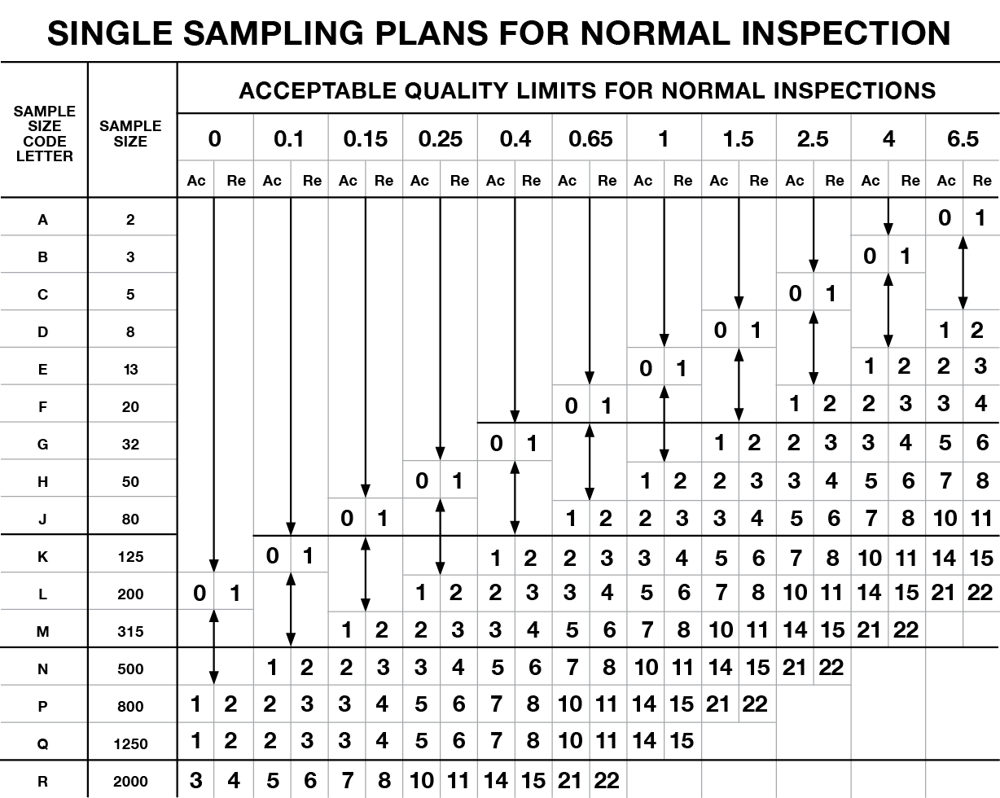 SINGLE SAMPLING PLANS FOR NORMAL INSPECTION
ACCEPTABLE QUALITY LIMITS FOR NORMAL INSPECTIONS
SAMPLE
SIZE
CODE
LETTER
SAMPLE
SIZE
0 0.1 0.15 0.25 0.4 0.65 1 1.5 2.5 4 6.5
Ac Re Ac Re Ac Re Ac Re Ac Re Ac Re Ac Re Ac Re Ac Re Ac Re Ac Re
A 2 0 1
B 3 0 1
C 5 0 1
D 8 0 1 1 2
E 13 0 1 1 2 2 3
F 20 0 1 1 2 2 3 3 4
G 32 0 1 1 2 2 3 3 4 5 6
H 50 0 1 1 2 2 3 3 4 5 6 7 8
J 80 0 1 1 2 2 3 3 4 5 6 7 8 10 11
K 125 0 1 1 2 2 3 3 4 5 6 7 8 10 11 14 15
L 200 0 1 1 2 2 3 3 4 5 6 7 8 10 11 14 15 21 22
M 315 1 2 2 3 3 4 5 6 7 8 10 11 14 15 21 22
N 500 1 2 2 3 3 4 5 6 7 8 10 11 14 15 21 22
P 800 1 2 2 3 3 4 5 6 7 8 10 11 14 15 21 22
Q 1250 1 2 2 3 3 4 5 6 7 8 10 11 14 15
R 2000 3 4 5 6 7 8 10 11 14 15 21 22